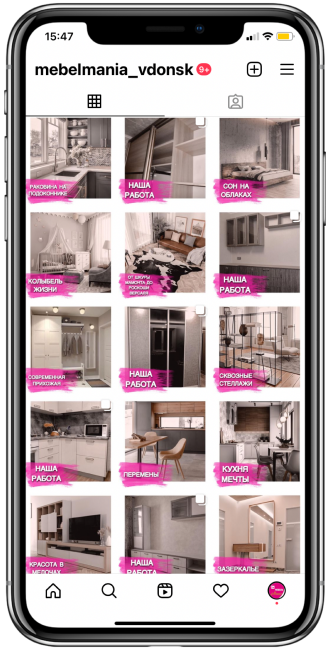 15:47
mebelmania_vdonsk 9+
РАКОВИНА НА
ПОДОКОННИКЕ
НАША
РАБОТА
СОН НА
ОБЛАКАХ
КОЛЫБЕЛЬ
ЖИЗНИ
ОТ ШКУРЫ
МАМОНТА ДО
РОСКОШИ
ВЕРСАЛЯ
НАША
РАБОТА
СОВРЕМЕННАЯ
ПРИХОЖАЯ
НАША
РАБОТА
СКВОЗНЫЕ
СТЕЛЛАЖИ
НАША
РАБОТА
ПЕРЕМЕНЫ
КУХНЯ
МЕЧТЫ
КРАСОТА В
МЕЛОЧАХ
НАША
РАБОТА
ЗАЗЕРКАЛЬЕ